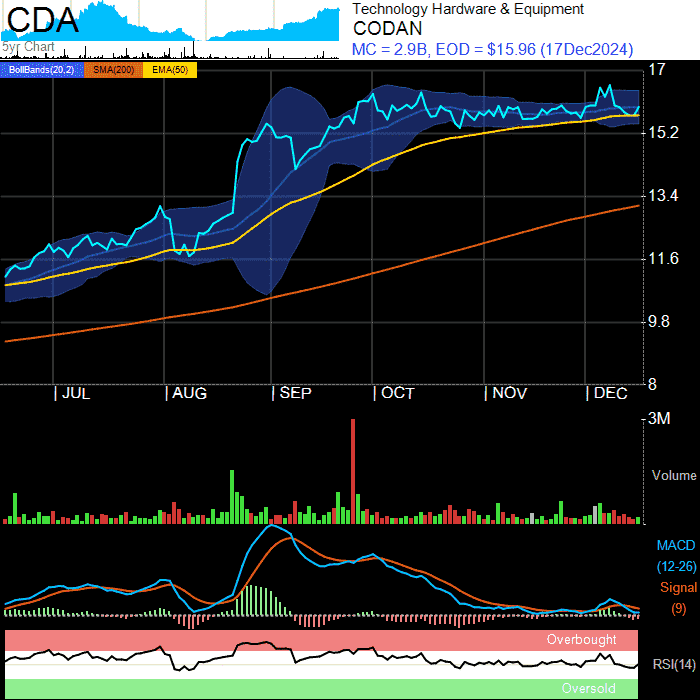 CDA
5yr Chart
Technology Hardware & Equipment
CODAN
MC = 2.9B, EOD = $15.96 (17Dec2024)
BollBands(20,2) SMA(200) EMA(50)
17
15.2
13.4
11.6
9.8
8
| JUL | AUG | SEP | OCT | NOV | DEC
3M
Volume
MACD
(12-26)
Signal
(9)
Overbought
RSI(14)
Oversold